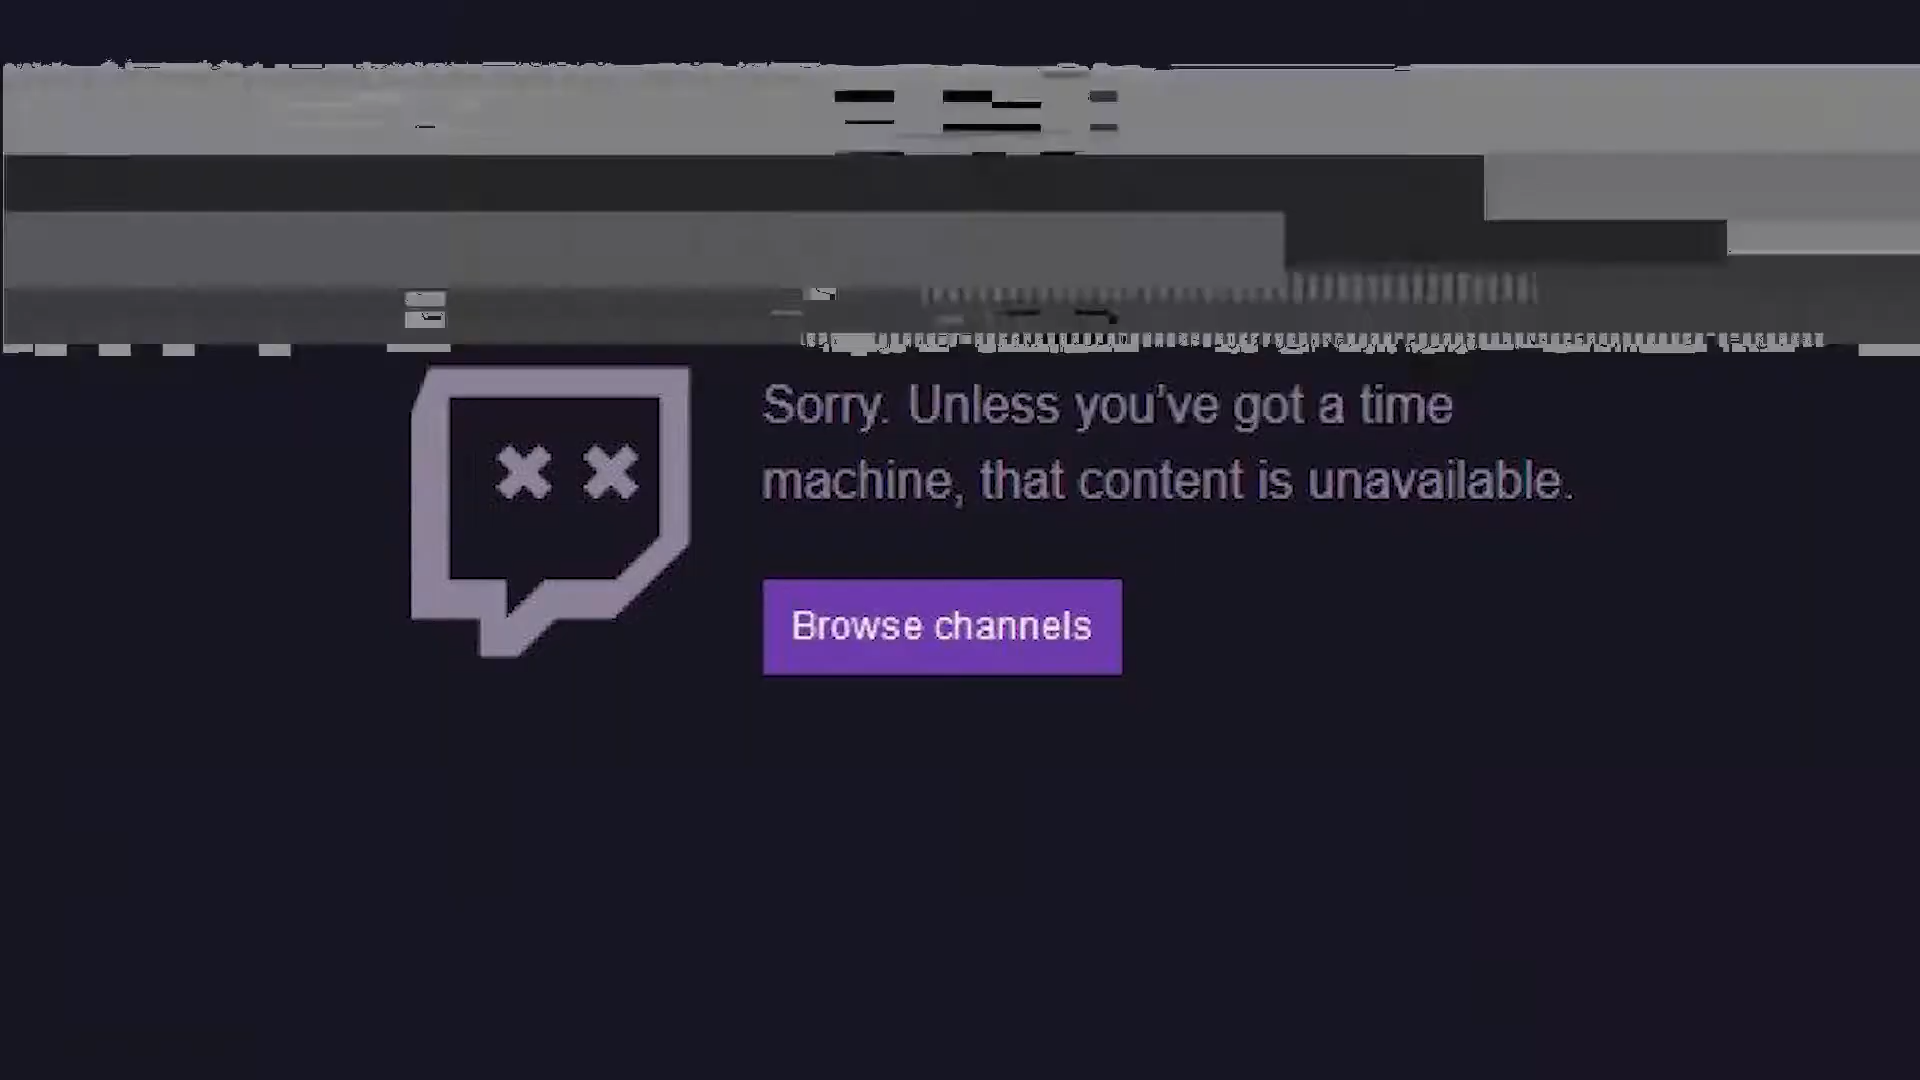 Sorry. Unless you've got a time
machine, that content is unavailable.
Browse channels